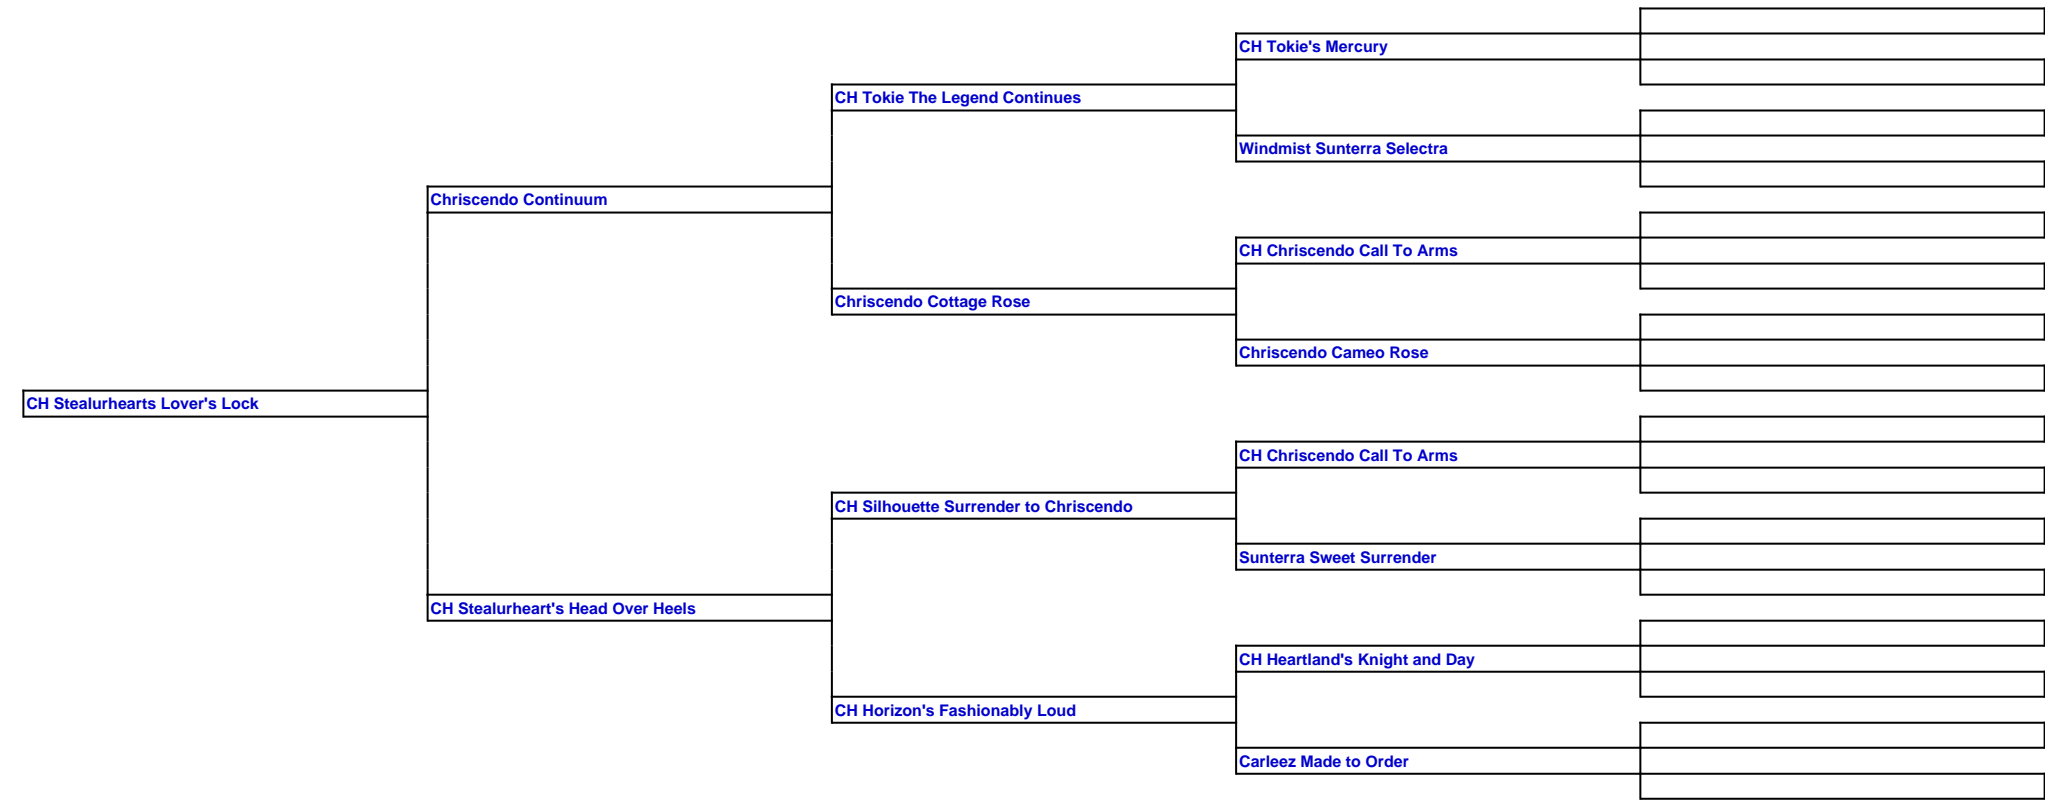 CH Tokie's Mercury
CH Tokie The Legend Continues
Windmist Sunterra Selectra
Chriscendo Continuum
CH Chriscendo Call To Arms
Chriscendo Cottage Rose
Chriscendo Cameo Rose
CH Stealurhearts Lover's Lock
CH Chriscendo Call To Arms
CH Silhouette Surrender to Chriscendo
Sunterra Sweet Surrender
CH Stealurheart's Head Over Heels
CH Heartland's Knight and Day
CH Horizon's Fashionably Loud
Carleez Made to Order